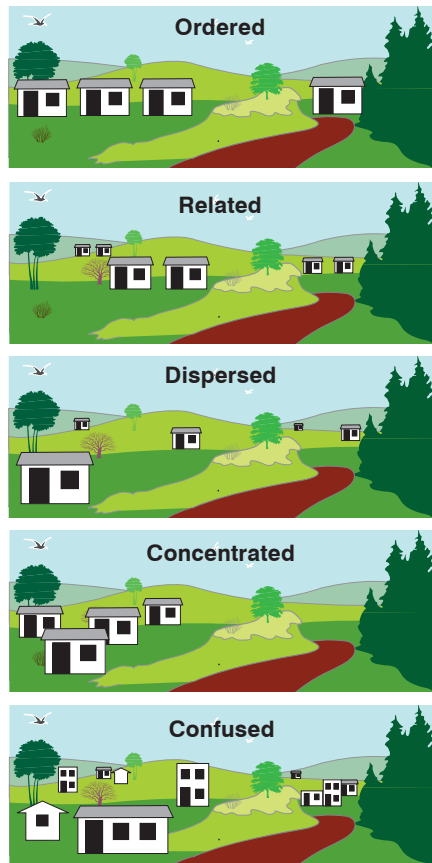 Ordered
Related
Dispersed
Concentrated
Confused